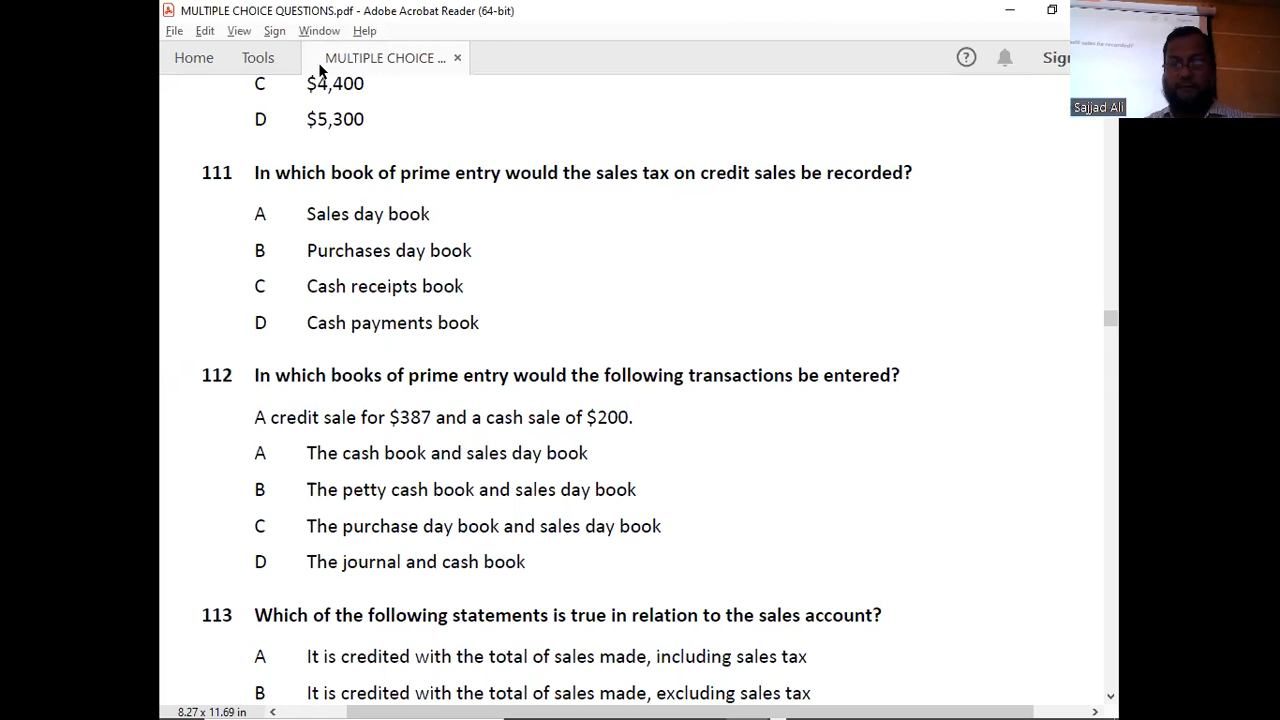 MULTIPLE CHOICE QUESTIONS.pdf - Adobe Acrobat Reader (64-bit)
File Edit View Sign Window Help
Home Tools MULTIPLE CHOICE ... × ? Sign
C $4,400
D $5,300
111 In which book of prime entry would the sales tax on credit sales be recorded?
A Sales day book
B Purchases day book
C Cash receipts book
D Cash payments book
112 In which books of prime entry would the following transactions be entered?
A credit sale for $387 and a cash sale of $200.
A The cash book and sales day book
B The petty cash book and sales day book
C The purchase day book and sales day book
D The journal and cash book
113 Which of the following statements is true in relation to the sales account?
A It is credited with the total of sales made, including sales tax
B It is credited with the total of sales made, excluding sales tax
8.27 x 11.69 in
Sajjad Ali
sales be recorded?